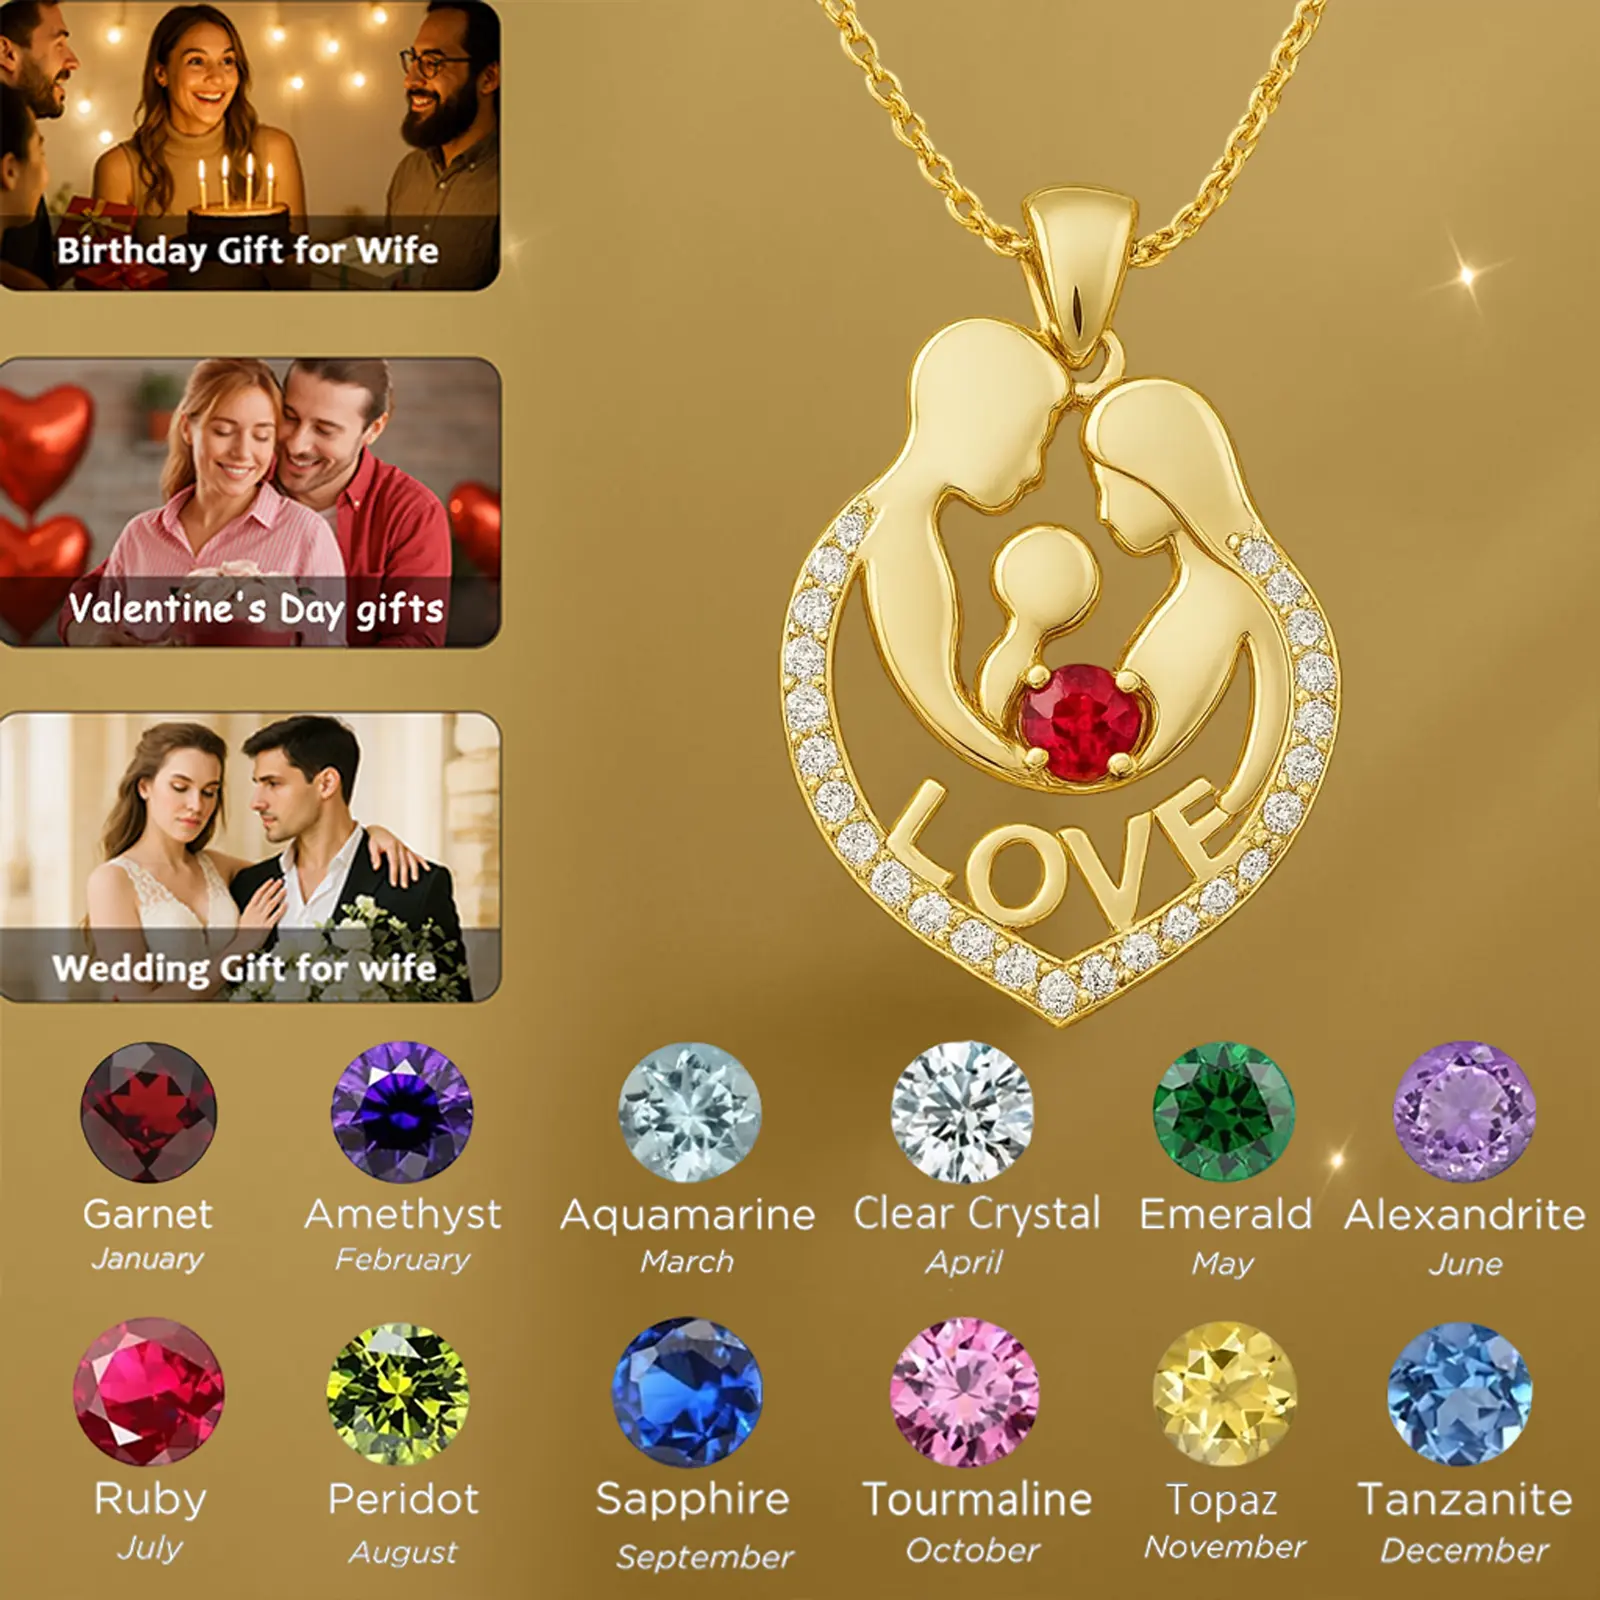 Birthday Gift for Wife
Valentine's Day gifts
Wedding Gift for wife
LOVE
Garnet
January
Amethyst
February
Aquamarine
March
Clear Crystal
April
Emerald
May
Alexandrite
June
Ruby
July
Peridot
August
Sapphire
September
Tourmaline
October
Topaz
November
Tanzanite
December